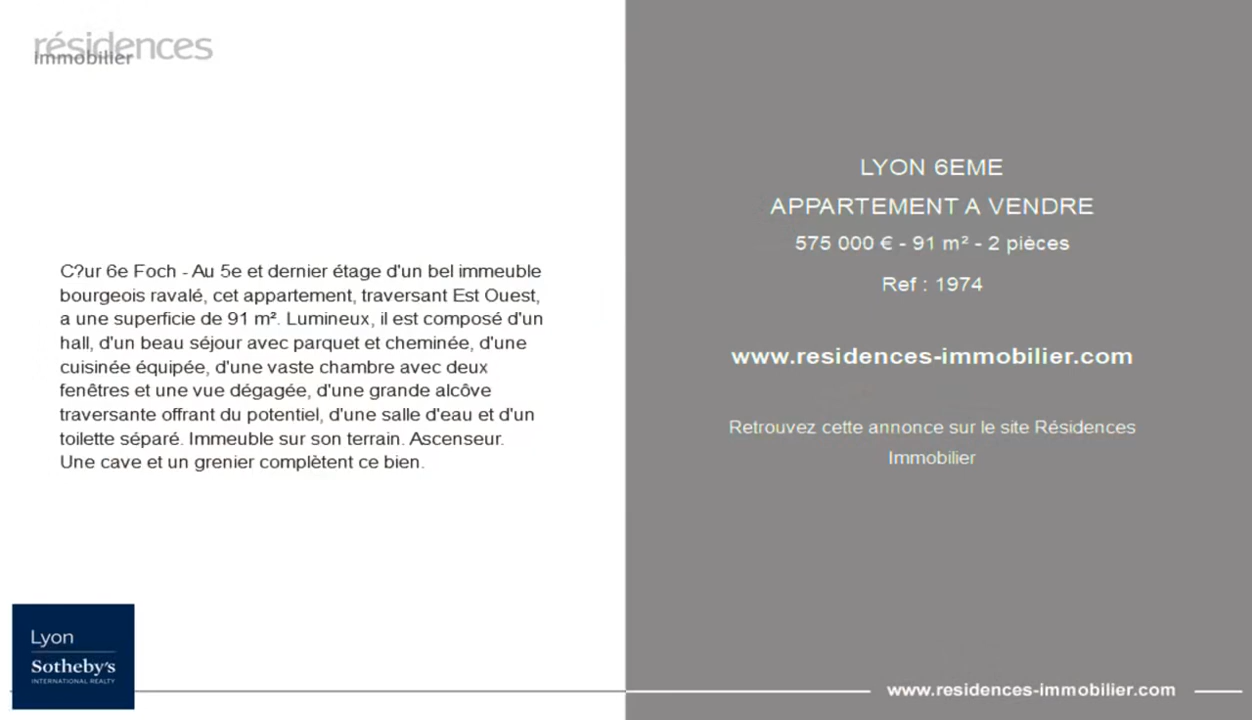 résidences
immobilier
C?ur 6e Foch - Au 5e et dernier étage d'un bel immeuble
bourgeois ravalé, cet appartement, traversant Est Ouest,
a une superficie de 91 m². Lumineux, il est composé d'un
hall, d'un beau séjour avec parquet et cheminée, d'une
cuisinée équipée, d'une vaste chambre avec deux
fenêtres et une vue dégagée, d'une grande alcôve
traversante offrant du potentiel, d'une salle d'eau et d'un
toilette séparé. Immeuble sur son terrain. Ascenseur.
Une cave et un grenier complètent ce bien.
Lyon
Sotheby's
INTERNATIONAL REALTY
LYON 6EME
APPARTEMENT A VENDRE
575 000 € - 91 m² - 2 pièces
Ref : 1974
www.residences-immobilier.com
Retrouvez cette annonce sur le site Résidences
Immobilier
www.residences-immobilier.com